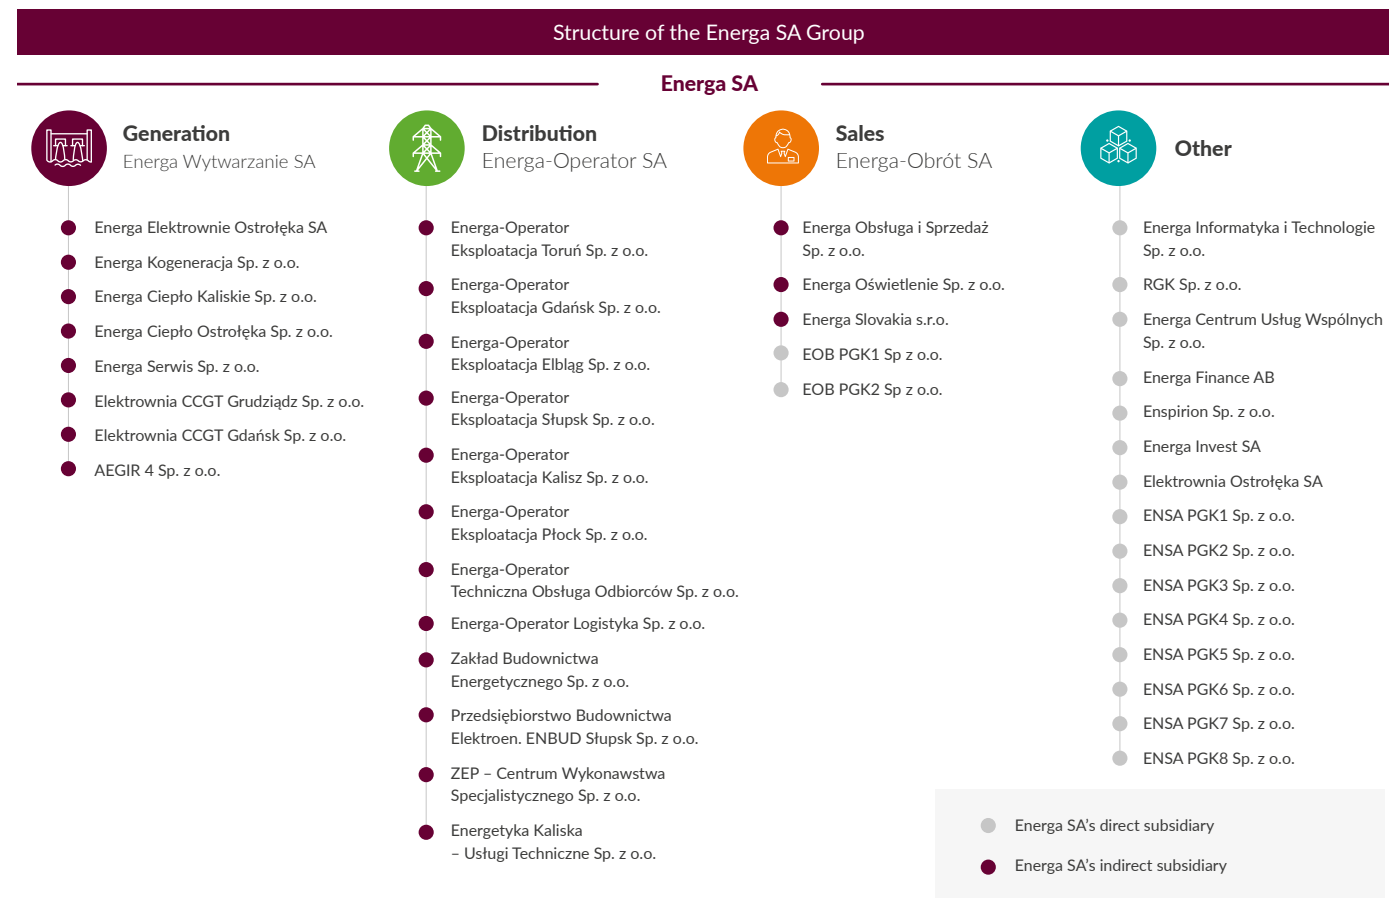 Structure of the Energa SA Group
Energa SA
Generation
Energa Wytwarzanie SA
Energa Elektrownie Ostrołęka SA
Energa Kogeneracja Sp. z o.o.
Energa Ciepło Kaliskie Sp. z o.o.
Energa Ciepło Ostrołęka Sp. z o.o.
Energa Serwis Sp. z o.o.
Elektrownia CCGT Grudziądz Sp. z o.o.
Elektrownia CCGT Gdańsk Sp. z o.o.
AEGIR 4 Sp. z o.o.
Distribution
Energa-Operator SA
Energa-Operator
Eksploatacja Toruń Sp. z o.o.
Energa-Operator
Eksploatacja Gdańsk Sp. z o.o.
Energa-Operator
Eksploatacja Elbląg Sp. z o.o.
Energa-Operator
Eksploatacja Słupsk Sp. z o.o.
Energa-Operator
Eksploatacja Kalisz Sp. z o.o.
Energa-Operator
Eksploatacja Płock Sp. z o.o.
Energa-Operator
Techniczna Obsługa Odbiorców Sp. z o.o.
Energa-Operator Logistyka Sp. z o.o.
Zakład Budownictwa
Energetycznego Sp. z o.o.
Przedsiębiorstwo Budownictwa
Elektroen. ENBUD Słupsk Sp. z o.o.
ZEP – Centrum Wykonawstwa
Specjalistycznego Sp. z o.o.
Energetyka Kaliska
– Usługi Techniczne Sp. z o.o.
Sales
Energa-Obrót SA
Energa Obsługa i Sprzedaż
Sp. z o.o.
Energa Oświetlenie Sp. z o.o.
Energa Slovakia s.r.o.
EOB PGK1 Sp z o.o.
EOB PGK2 Sp z o.o.
Other
Energa Informatyka i Technologie
Sp. z o.o.
RGK Sp. z o.o.
Energa Centrum Usług Wspólnych
Sp. z o.o.
Energa Finance AB
Enspirion Sp. z o.o.
Energa Invest SA
Elektrownia Ostrołęka SA
ENSA PGK1 Sp. z o.o.
ENSA PGK2 Sp. z o.o.
ENSA PGK3 Sp. z o.o.
ENSA PGK4 Sp. z o.o.
ENSA PGK5 Sp. z o.o.
ENSA PGK6 Sp. z o.o.
ENSA PGK7 Sp. z o.o.
ENSA PGK8 Sp. z o.o.
Energa SA's direct subsidiary
Energa SA's indirect subsidiary